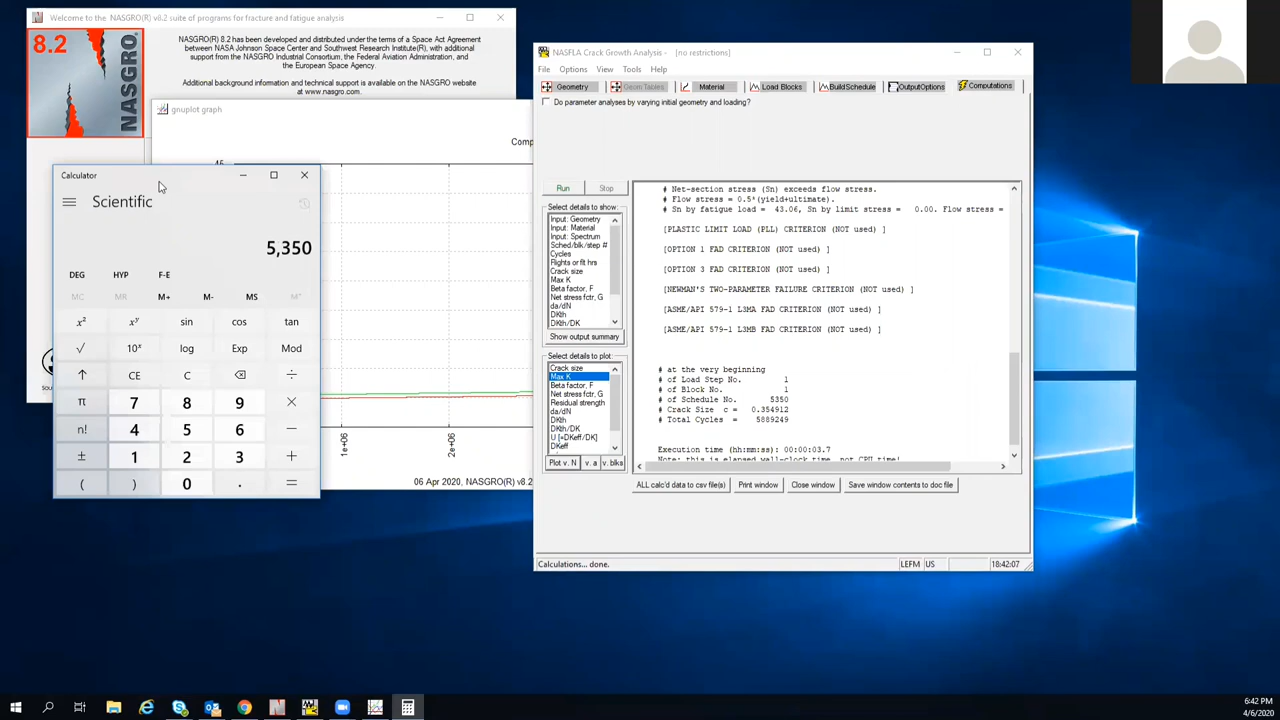 Welcome to the NASGRO(R) v8.2 suite of programs for fracture and fatigue analysis
8.2
NASGRO
NASGRO(R) 8.2 has been developed and distributed under the terms of a Space Act Agreement
between NASA Johnson Space Center and Southwest Research Institute(R), with additional
support from the NASGRO Industrial Consortium, the Federal Aviation Administration, and
the European Space Agency.
Additional background information and technical support is available on the NASGRO website
at www.nasgro.com.
gnuplot graph
Comp
45
1e+06
2e+06
06 Apr 2020, NASGRO(R) v8.2
Sou
Calculator
Scientific
5,350
DEG HYP F-E
MC MR M+ M- MS M˅
x² xʸ sin cos tan
√ 10ˣ log Exp Mod
↑ CE C ⌫ ÷
π 7 8 9 ×
n! 4 5 6 −
± 1 2 3 +
( ) 0 . =
NASFLA Crack Growth Analysis - [no restrictions]
File Options View Tools Help
Geometry Geom Tables Material Load Blocks BuildSchedule OutputOptions Computations
Do parameter analyses by varying initial geometry and loading?
Run Stop
Select details to show:
Input: Geometry
Input: Material
Input: Spectrum
Sched/blk/step #
Cycles
Flights or flt hrs
Crack size
Max K
Beta factor, F
Net stress fctr, G
da/dN
DKth
DKth/DK
Show output summary
Select details to plot:
Crack size
Max K
Beta factor, F
Net stress fctr, G
Residual strength
da/dN
DKth
DKth/DK
U [=DKeff/DK]
DKeff
Plot v. N v. a v. blks
# Net-section stress (Sn) exceeds flow stress.
# Flow stress = 0.5*(yield+ultimate).
# Sn by fatigue load = 43.06, Sn by limit stress = 0.00. Flow stress =
[PLASTIC LIMIT LOAD (PLL) CRITERION (NOT used) ]
[OPTION 1 FAD CRITERION (NOT used) ]
[OPTION 3 FAD CRITERION (NOT used) ]
[NEWMAN'S TWO-PARAMETER FAILURE CRITERION (NOT used) ]
[ASME/API 579-1 L3MA FAD CRITERION (NOT used) ]
[ASME/API 579-1 L3MB FAD CRITERION (NOT used) ]
# at the very beginning
# of Load Step No. 1
# of Block No. 1
# of Schedule No. 5350
# Crack Size c = 0.354912
# Total Cycles = 5889249
Execution time (hh:mm:ss): 00:00:03.7
Note: this is elapsed wall-clock time, not CPU time!
ALL calc'd data to csv file(s) Print window Close window Save window contents to doc file
Calculations... done. LEFM US 18:42:07
6:42 PM
4/6/2020